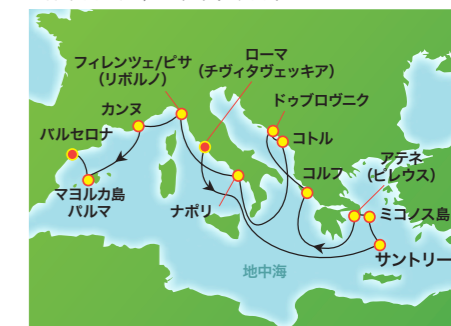 フィレンツェ/ピサ
（リボルノ）
ローマ
（チヴィタヴェッキア）
カンヌ
ドゥブロヴニク
バルセロナ
コトル
アテネ
（ピレウス）
コルフ
マヨルカ島
パルマ
ナポリ
ミコノス島
サントリー
地中海